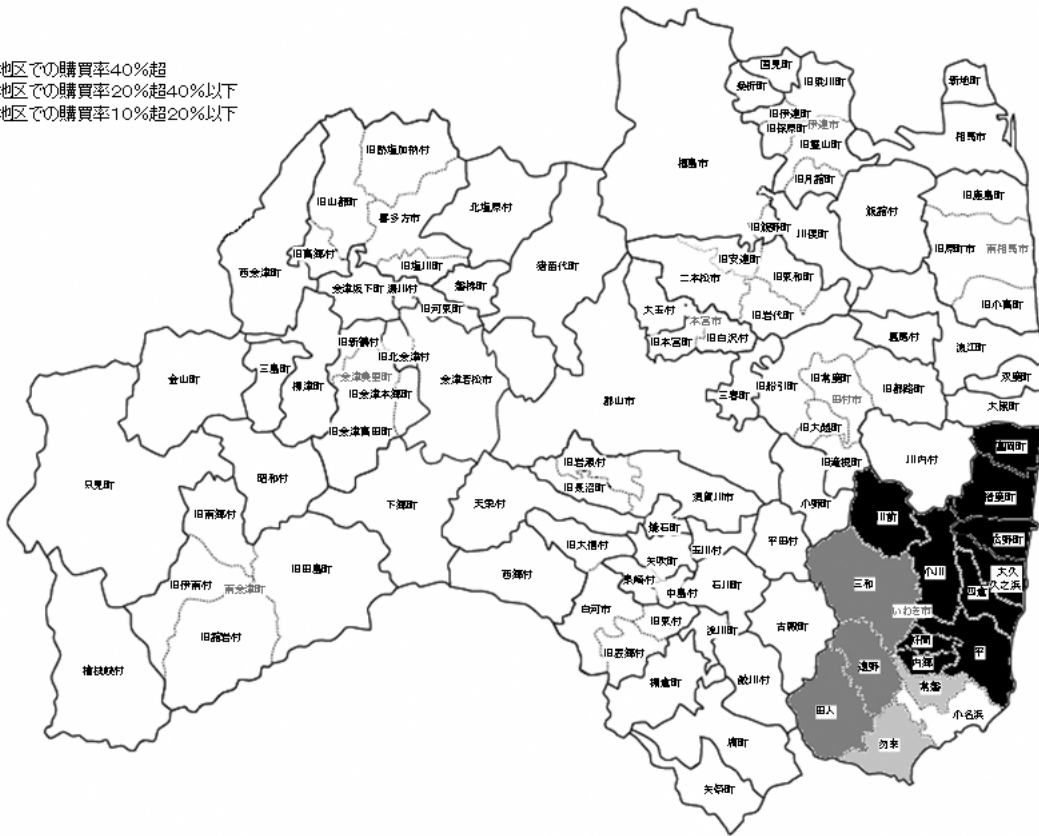 地区での購買率40%超
地区での購買率20%超40%以下
地区での購買率10%超20%以下
国見町
桑折町
旧梁川町
新地町
旧伊達町
伊達市
旧保原町
旧霊山町
相馬市
福島市
旧月舘町
旧熱塩加納村
旧山都町
喜多方市
北塩原村
飯舘村
旧鹿島町
旧飯野町
川俣町
旧原町市
南相馬市
旧高郷村
旧塩川町
猪苗代町
旧安達町
二本松市
旧東和町
西会津町
会津坂下町
湯川村
磐梯町
旧河東町
大玉村
旧岩代町
旧小高町
本宮市
旧本宮町
旧白沢村
葛尾村
浪江町
旧新鶴村
旧北会津村
三島町
会津美里町
金山町
柳津町
会津若松市
旧会津本郷町
郡山市
三春町
旧船引町
旧常葉町
田村市
旧都路町
双葉町
大熊町
旧大越町
旧会津高田町
富岡町
旧岩瀬村
旧滝根町
川内村
只見町
昭和村
旧長沼町
下郷町
天栄村
須賀川市
小野町
楢葉町
旧南郷村
川前
鏡石町
平田村
広野町
旧大信村
矢吹町
玉川村
西郷村
旧田島町
泉崎村
中島村
石川町
三和
小川
四倉
大久
久之浜
旧伊南村
南会津町
白河市
旧東村
いわき市
古殿町
浅川町
旧舘岩村
旧表郷村
好間
内郷
平
檜枝岐村
棚倉町
鮫川村
遠野
常磐
田人
小名浜
塙町
勿来
矢祭町